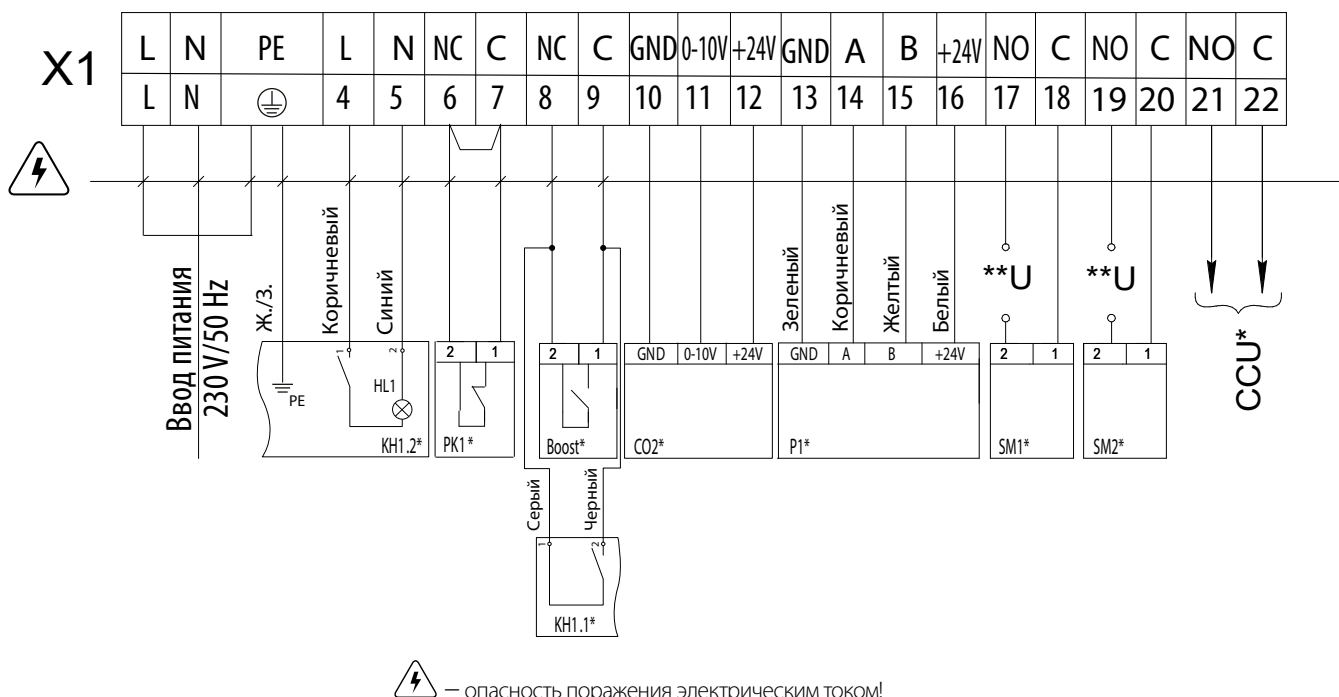 X1
L N PE L N NC C NC C GND 0-10V +24V GND A B +24V NO C NO C NO C
L N 4 5 6 7 8 9 10 11 12 13 14 15 16 17 18 19 20 21 22
Ввод питания
230 V/50 Hz
Ж./З.
Коричневый
Синий
Зеленый
Коричневый
Желтый
Белый
**U
**U
CCU*
1 2
HL1
PE
KH1.2*
2 1
PK1*
2 1
Boost*
GND 0-10V +24V
CO2*
GND A B +24V
P1*
2 1
SM1*
2 1
SM2*
Серый
Черный
1 2
KH1.1*
– опасность поражения электрическим током!